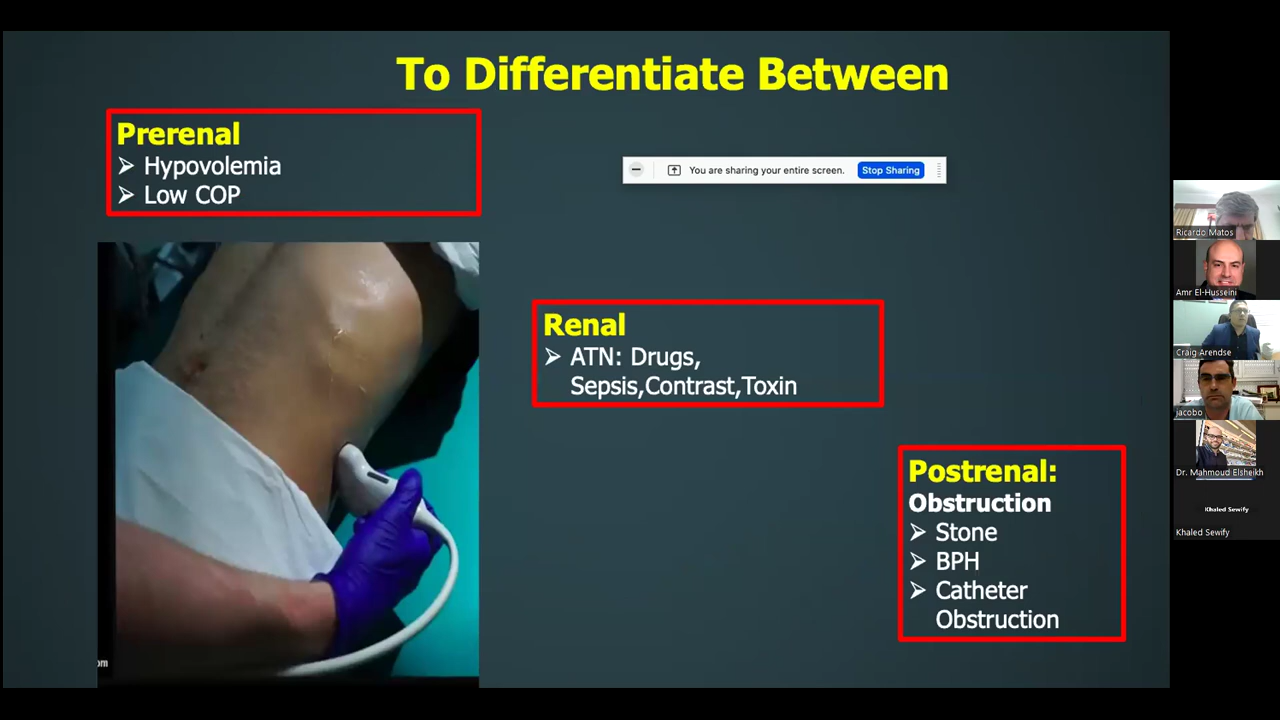 To Differentiate Between
Prerenal
➢ Hypovolemia
➢ Low COP
You are sharing your entire screen. Stop Sharing
Renal
➢ ATN: Drugs,
Sepsis,Contrast,Toxin
Postrenal:
Obstruction
➢ Stone
➢ BPH
➢ Catheter
Obstruction
om
Ricardo Matos
Amr El-Husseini
Craig Arendse
jacobo
Dr. Mahmoud Elsheikh
Khaled Sewify
Khaled Sewify